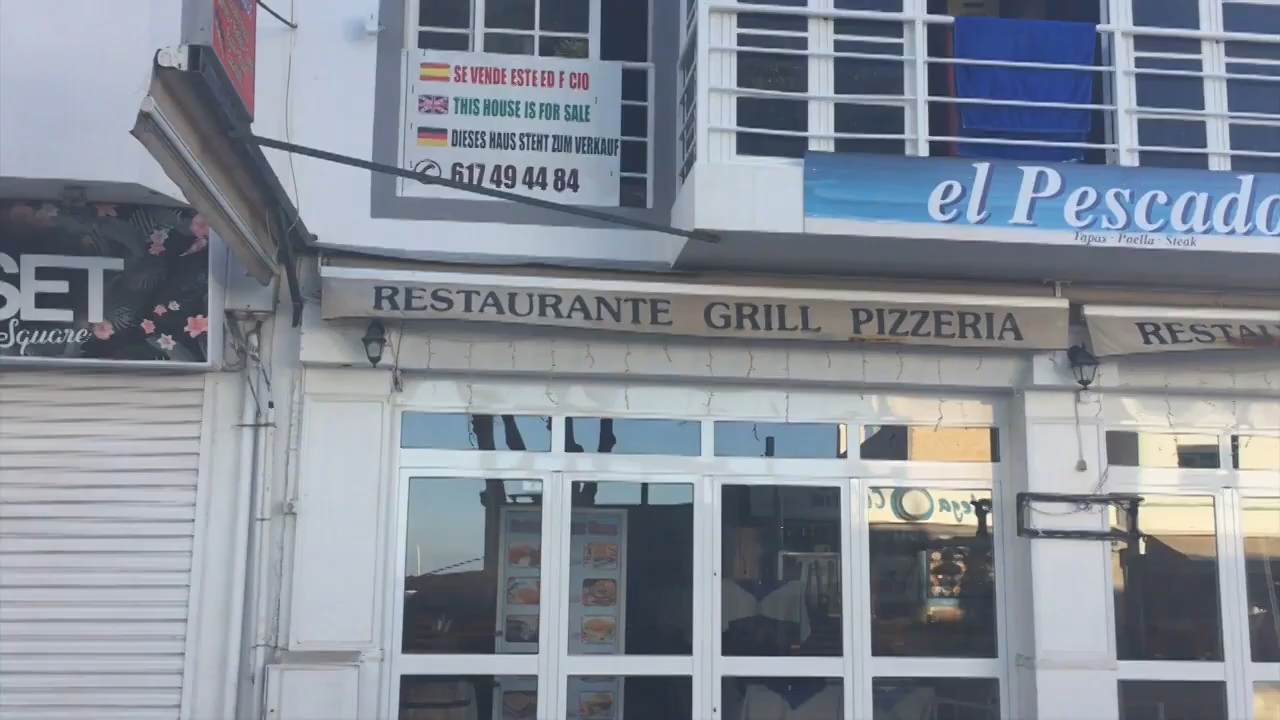 SE VENDE ESTE ED F CIO
THIS HOUSE IS FOR SALE
DIESES HAUS STEHT ZUM VERKAUF
617 49 44 84
el Pescado
Tapas · Paella · Steak
SET
Square
RESTAURANTE GRILL PIZZERIA
RESTAU